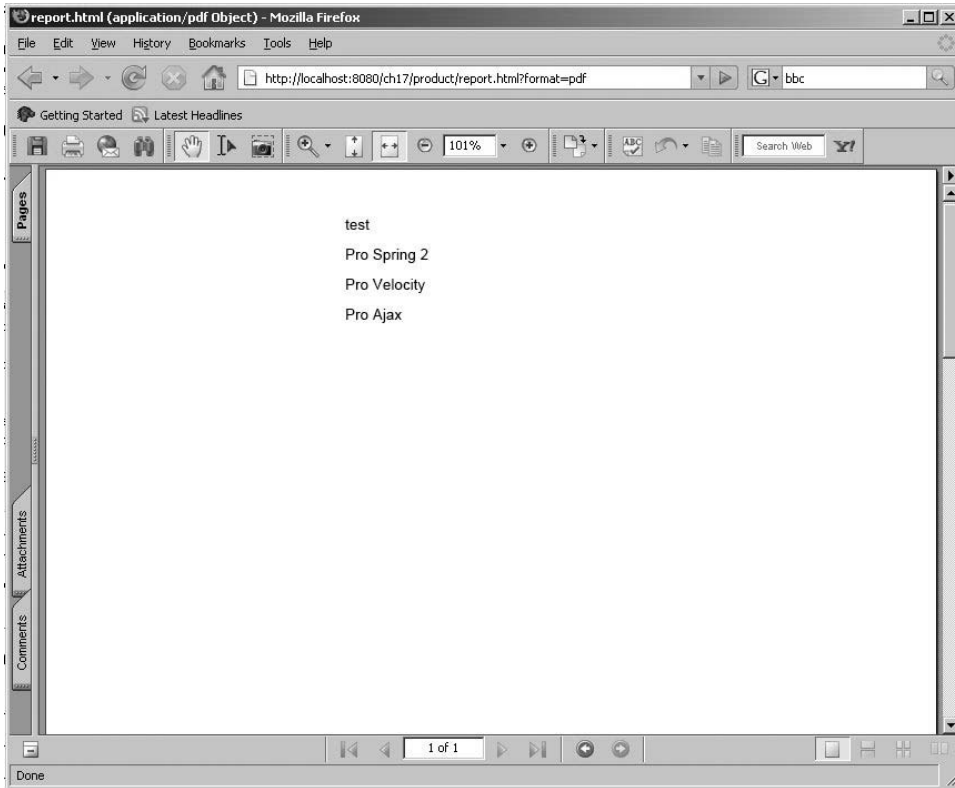 report.html (application/pdf Object) - Mozilla Firefox
File Edit View History Bookmarks Tools Help
http://localhost:8080/ch17/product/report.html?format=pdf G bbc
Getting Started Latest Headlines
101% ABC Search Web Y!
Pages
test
Pro Spring 2
Pro Velocity
Pro Ajax
Attachments
Comments
1 of 1
Done